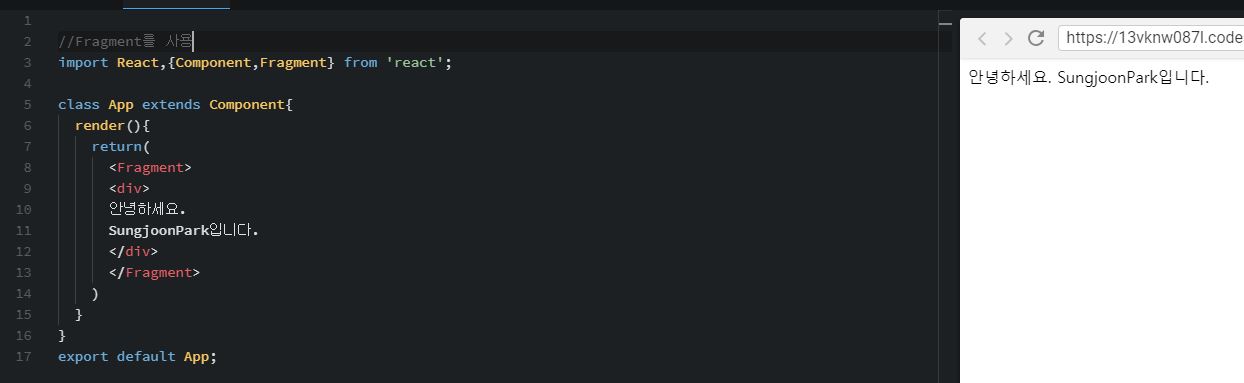 1
2 //Fragment를 사용
3 import React,{Component,Fragment} from 'react';
4
5 class App extends Component{
6 render(){
7 return(
8 <Fragment>
9 <div>
10 안녕하세요.
11 SungjoonPark입니다.
12 </div>
13 </Fragment>
14 )
15 }
16 }
17 export default App;
https://13vknw087l.code
안녕하세요. SungjoonPark입니다.